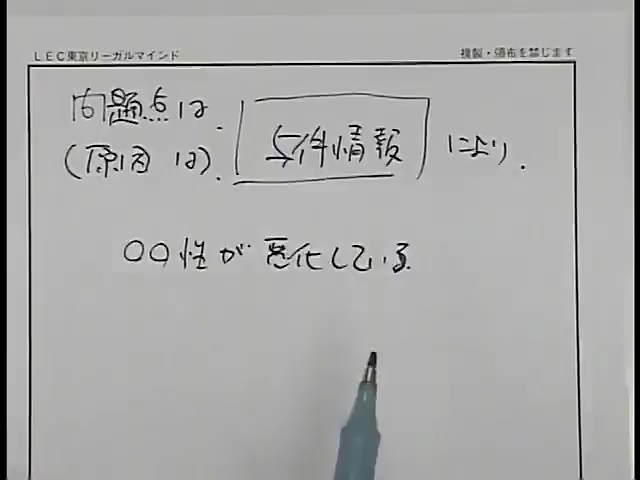 LEC東京リーガルマインド
複製・頒布を禁じます
問題点は、
(原因は)、
与件情報
により、
〇〇性が悪化している